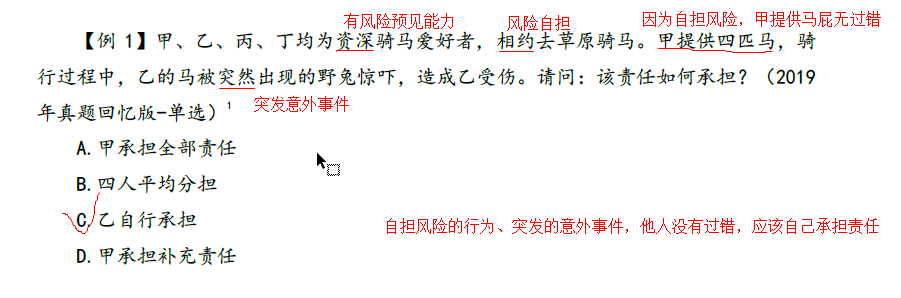 有风险预见能力 风险自担 因为自担风险，甲提供马屁无过错
【例 1】甲、乙、丙、丁均为资深骑马爱好者，相约去草原骑马。甲提供四匹马，骑
行过程中，乙的马被突然出现的野兔惊吓，造成乙受伤。请问：该责任如何承担？（2019
年真题回忆版-单选）1 突发意外事件
A.甲承担全部责任
B.四人平均分担
C.乙自行承担 自担风险的行为、突发的意外事件，他人没有过错，应该自己承担责任
D.甲承担补充责任